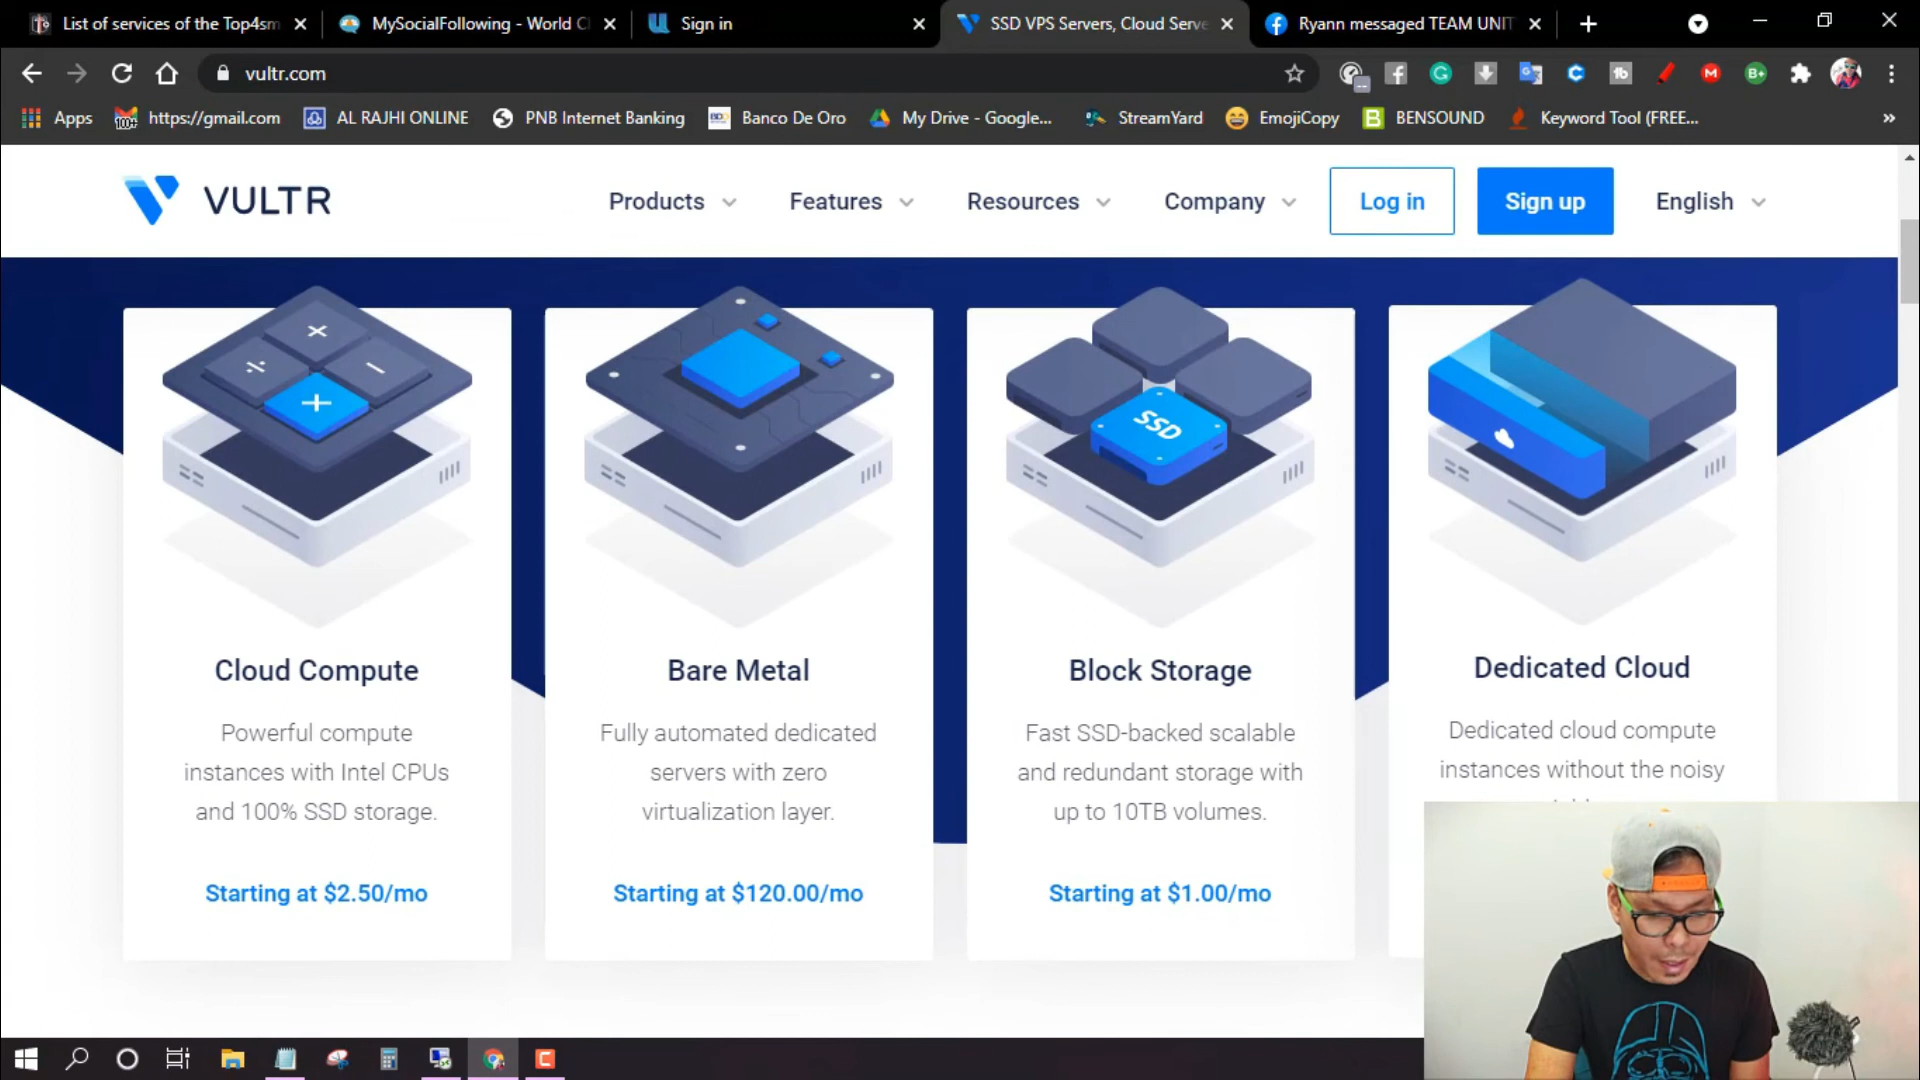 List of services of the Top4sm
MySocialFollowing - World Cl
Sign in
SSD VPS Servers, Cloud Serve
Ryann messaged TEAM UNIT
vultr.com
Apps
100+
https://gmail.com
AL RAJHI ONLINE
PNB Internet Banking
BDO
Banco De Oro
My Drive - Google...
StreamYard
EmojiCopy
BENSOUND
Keyword Tool (FREE...
»
VULTR
Products
Features
Resources
Company
Log in
Sign up
English
SSD
Cloud Compute
Bare Metal
Block Storage
Dedicated Cloud
Powerful compute
instances with Intel CPUs
and 100% SSD storage.
Fully automated dedicated
servers with zero
virtualization layer.
Fast SSD-backed scalable
and redundant storage with
up to 10TB volumes.
Dedicated cloud compute
instances without the noisy
Starting at $2.50/mo
Starting at $120.00/mo
Starting at $1.00/mo